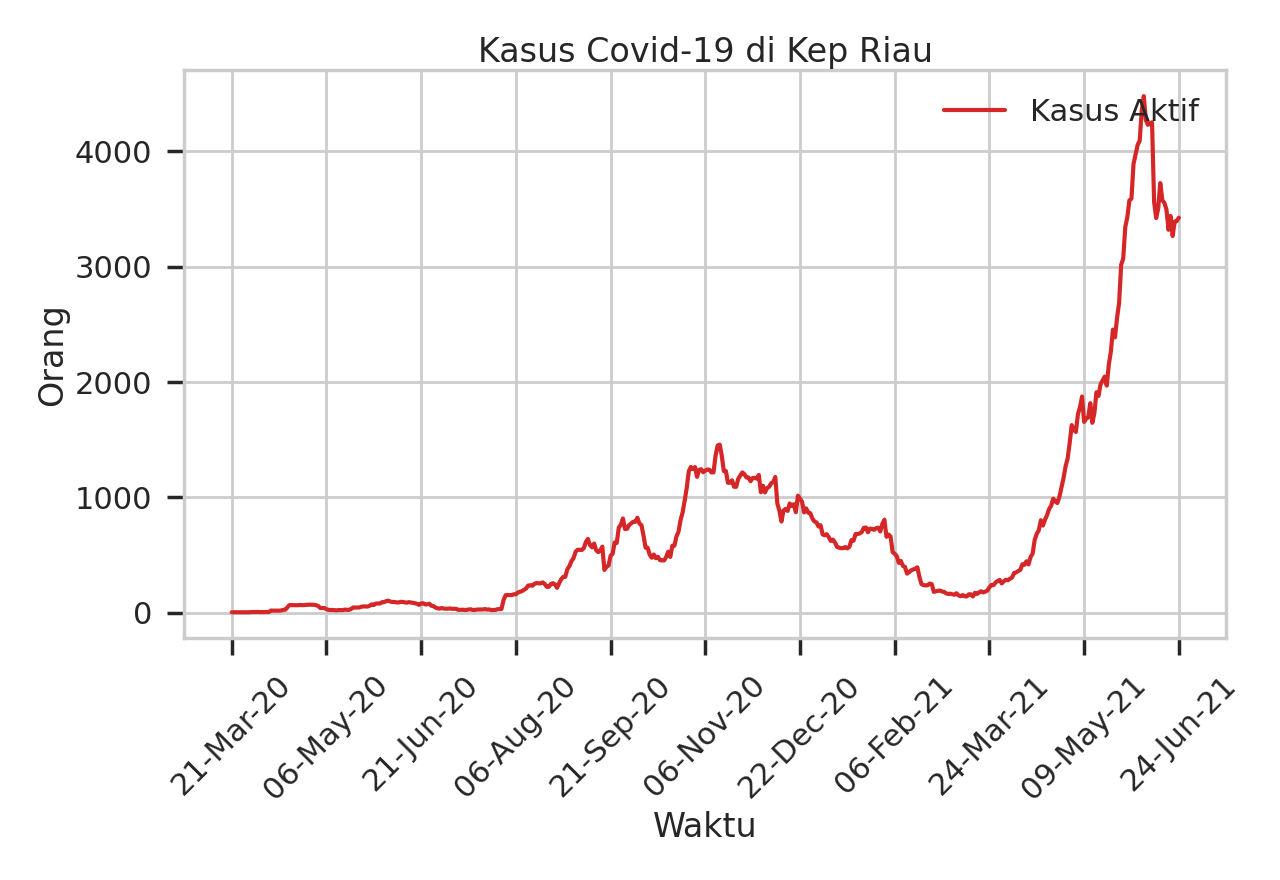 Kasus Covid-19 di Kep Riau
Kasus Aktif
4000
3000
2000
1000
0
Orang
21-Mar-20
06-May-20
21-Jun-20
06-Aug-20
21-Sep-20
06-Nov-20
22-Dec-20
06-Feb-21
24-Mar-21
09-May-21
24-Jun-21
Waktu